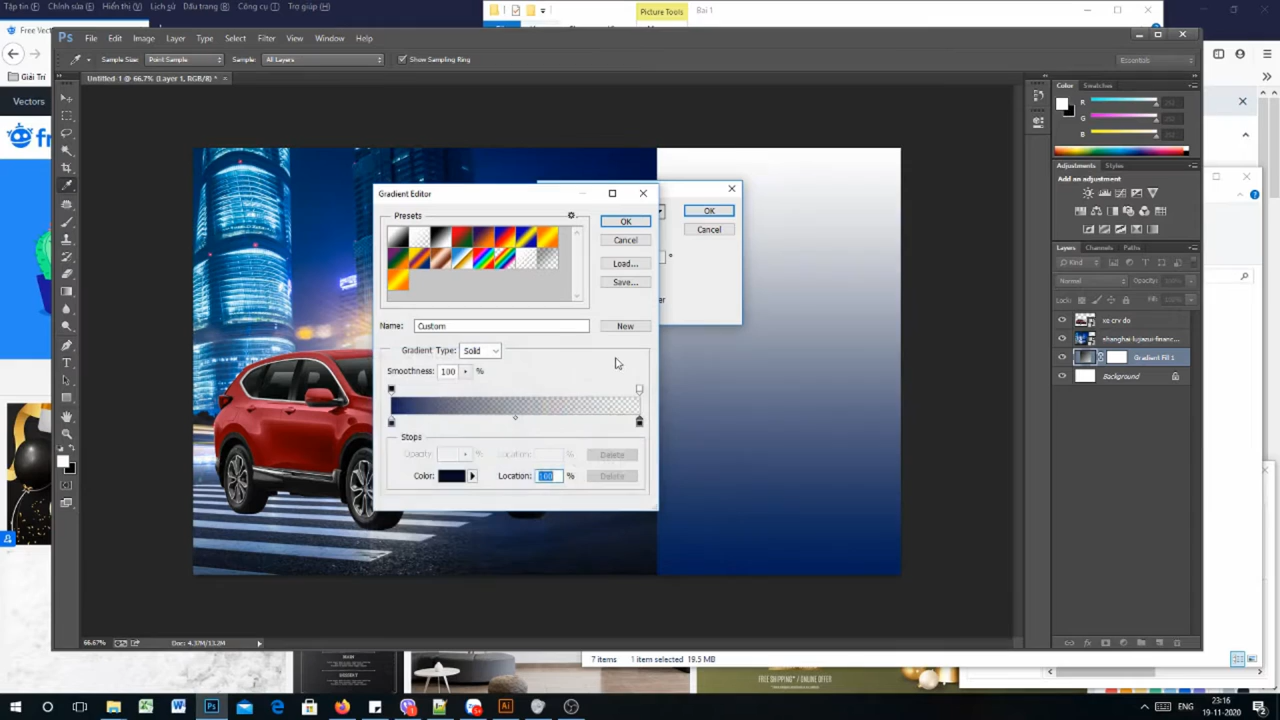 Tập tin Chỉnh sửa Hiển thị Lịch sử Dấu trang Công cụ Trợ giúp
Picture Tools
Bai 1
Free Vect
Giải Trí
Vectors
fr
Ps File Edit Image Layer Type Select Filter View Window Help
Sample Size: Point Sample Sample: All Layers Show Sampling Ring
Essentials
Untitled-1 @ 66.7% (Layer 1, RGB/8) *
Color Swatches
R
G
B
Adjustments Styles
Add an adjustment
Layers Channels Paths
Kind
Normal Opacity:
Lock: Fill:
xe crv do
shanghai-lujiazui-financ...
Gradient Fill 1
Background
OK
Cancel
Gradient Editor
Presets
OK
Cancel
Load...
Save...
Name: Custom New
Gradient Type: Solid
Smoothness: 100 %
Stops
Opacity: % Location: % Delete
Color: Location: 100 % Delete
66.67% Doc: 4.37M/13.2M
7 items 1 item selected 19.5 MB
FREE SHIPPING* / ONLINE OFFER
23:16
19-11-2020